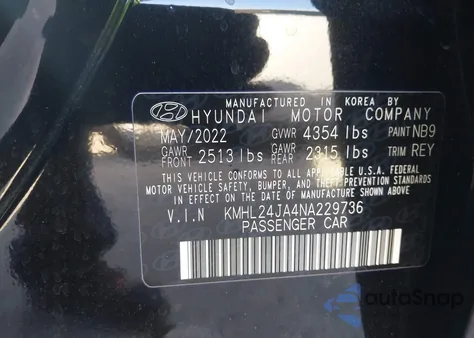 MANUFACTURED IN KOREA BY
HYUNDAI MOTOR COMPANY
MAY/2022 GVWR 4354 lbs PAINT NB9
GAWR FRONT 2513 lbs GAWR REAR 2315 lbs TRIM REY
THIS VEHICLE CONFORMS TO ALL APPLICABLE U.S.A. FEDERAL
MOTOR VEHICLE SAFETY, BUMPER, AND THEFT PREVENTION
STANDARDS IN EFFECT ON THE DATE OF MANUFACTURE SHOWN ABOVE.
V.I.N KMHL24JA4NA229736
PASSENGER CAR
autoSnap